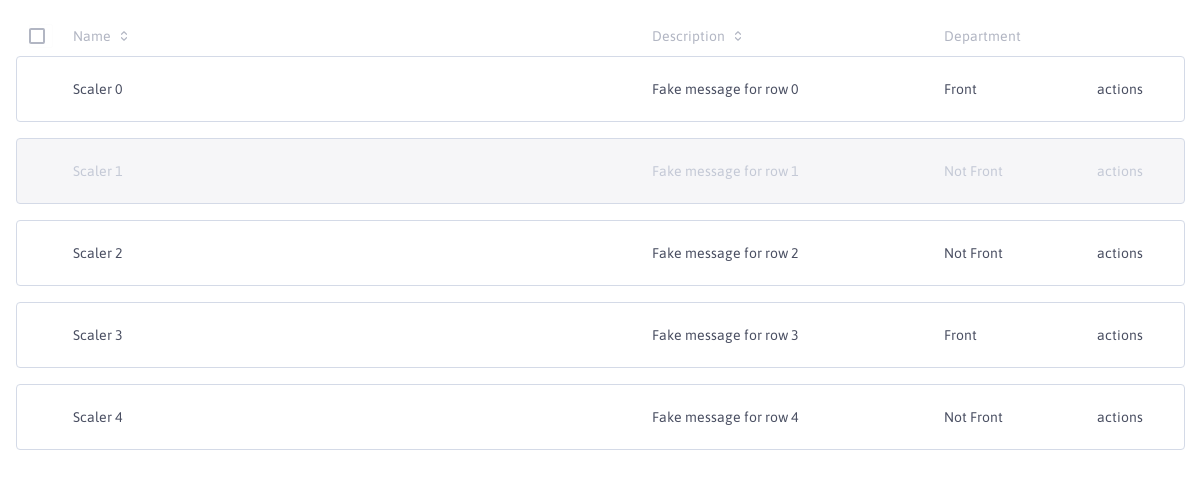 Name Description Department
Scaler 0 Fake message for row 0 Front actions
Scaler 1 Fake message for row 1 Not Front actions
Scaler 2 Fake message for row 2 Not Front actions
Scaler 3 Fake message for row 3 Front actions
Scaler 4 Fake message for row 4 Not Front actions